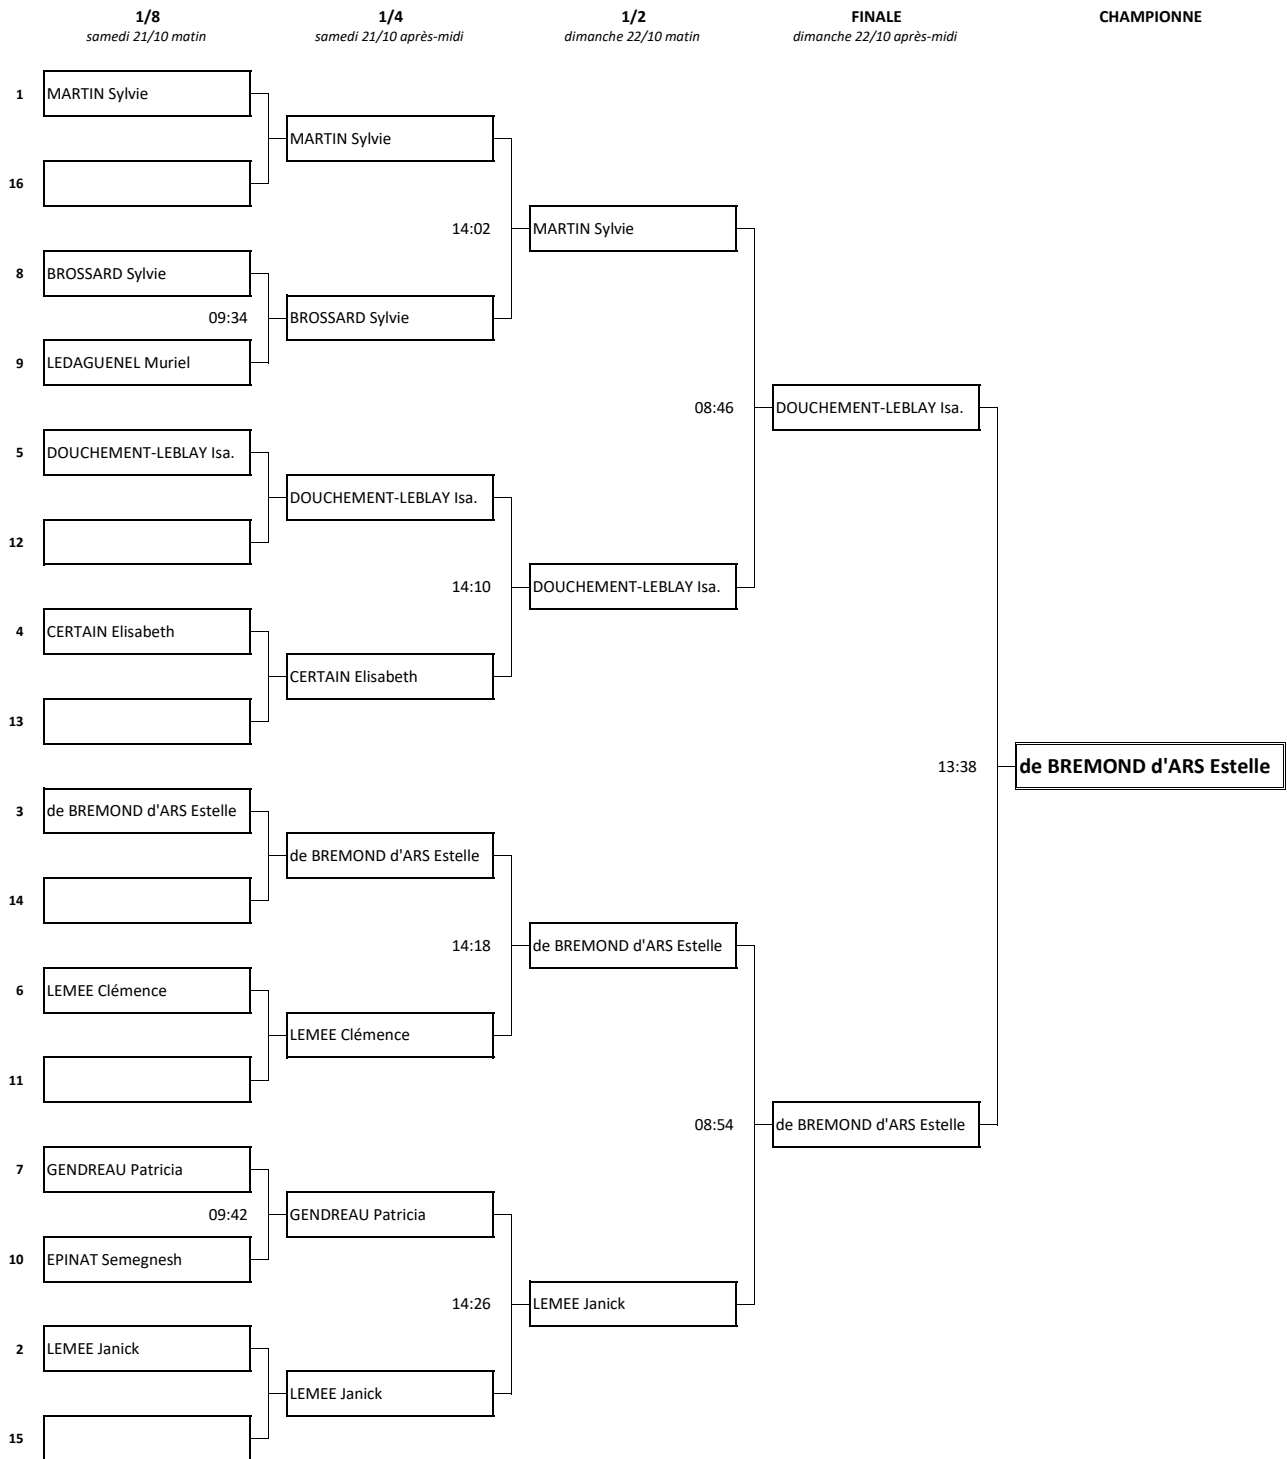 1/8
samedi 21/10 matin
1/4
samedi 21/10 après-midi
1/2
dimanche 22/10 matin
FINALE
dimanche 22/10 après-midi
CHAMPIONNE
1 MARTIN Sylvie
MARTIN Sylvie
16
14:02 MARTIN Sylvie
8 BROSSARD Sylvie
09:34 BROSSARD Sylvie
9 LEDAGUENEL Muriel
08:46 DOUCHEMENT-LEBLAY Isa.
5 DOUCHEMENT-LEBLAY Isa.
DOUCHEMENT-LEBLAY Isa.
12
14:10 DOUCHEMENT-LEBLAY Isa.
4 CERTAIN Elisabeth
CERTAIN Elisabeth
13
13:38 de BREMOND d'ARS Estelle
3 de BREMOND d'ARS Estelle
de BREMOND d'ARS Estelle
14
14:18 de BREMOND d'ARS Estelle
6 LEMEE Clémence
LEMEE Clémence
11
08:54 de BREMOND d'ARS Estelle
7 GENDREAU Patricia
09:42 GENDREAU Patricia
10 EPINAT Semegnesh
14:26 LEMEE Janick
2 LEMEE Janick
LEMEE Janick
15